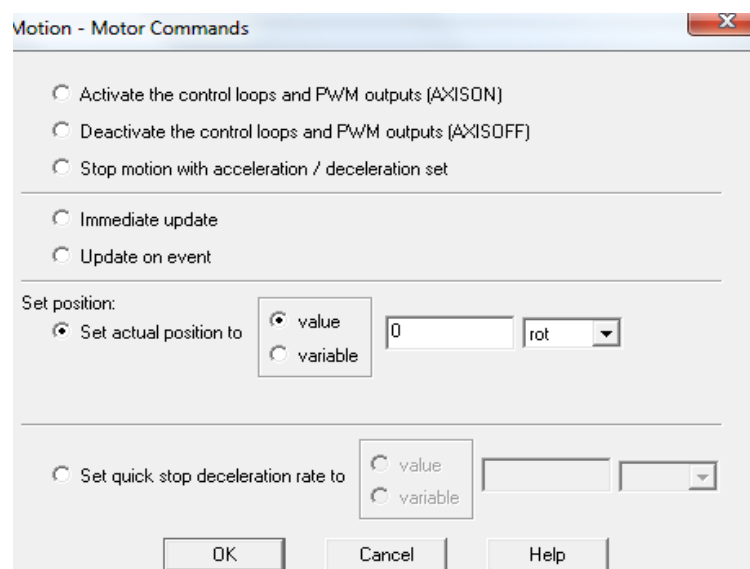 Motion - Motor Commands
Activate the control loops and PWM outputs (AXISON)
Deactivate the control loops and PWM outputs (AXISOFF)
Stop motion with acceleration / deceleration set
Immediate update
Update on event
Set position:
Set actual position to value 0 rot
variable
Set quick stop deceleration rate to value
variable
OK Cancel Help